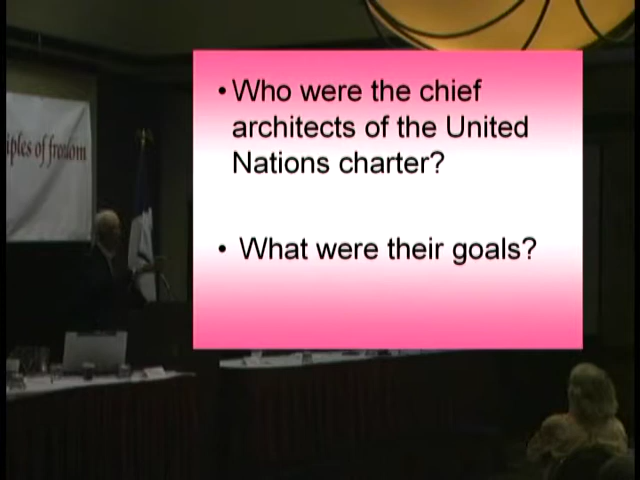 iples of freedom
• Who were the chief
architects of the United
Nations charter?
• What were their goals?